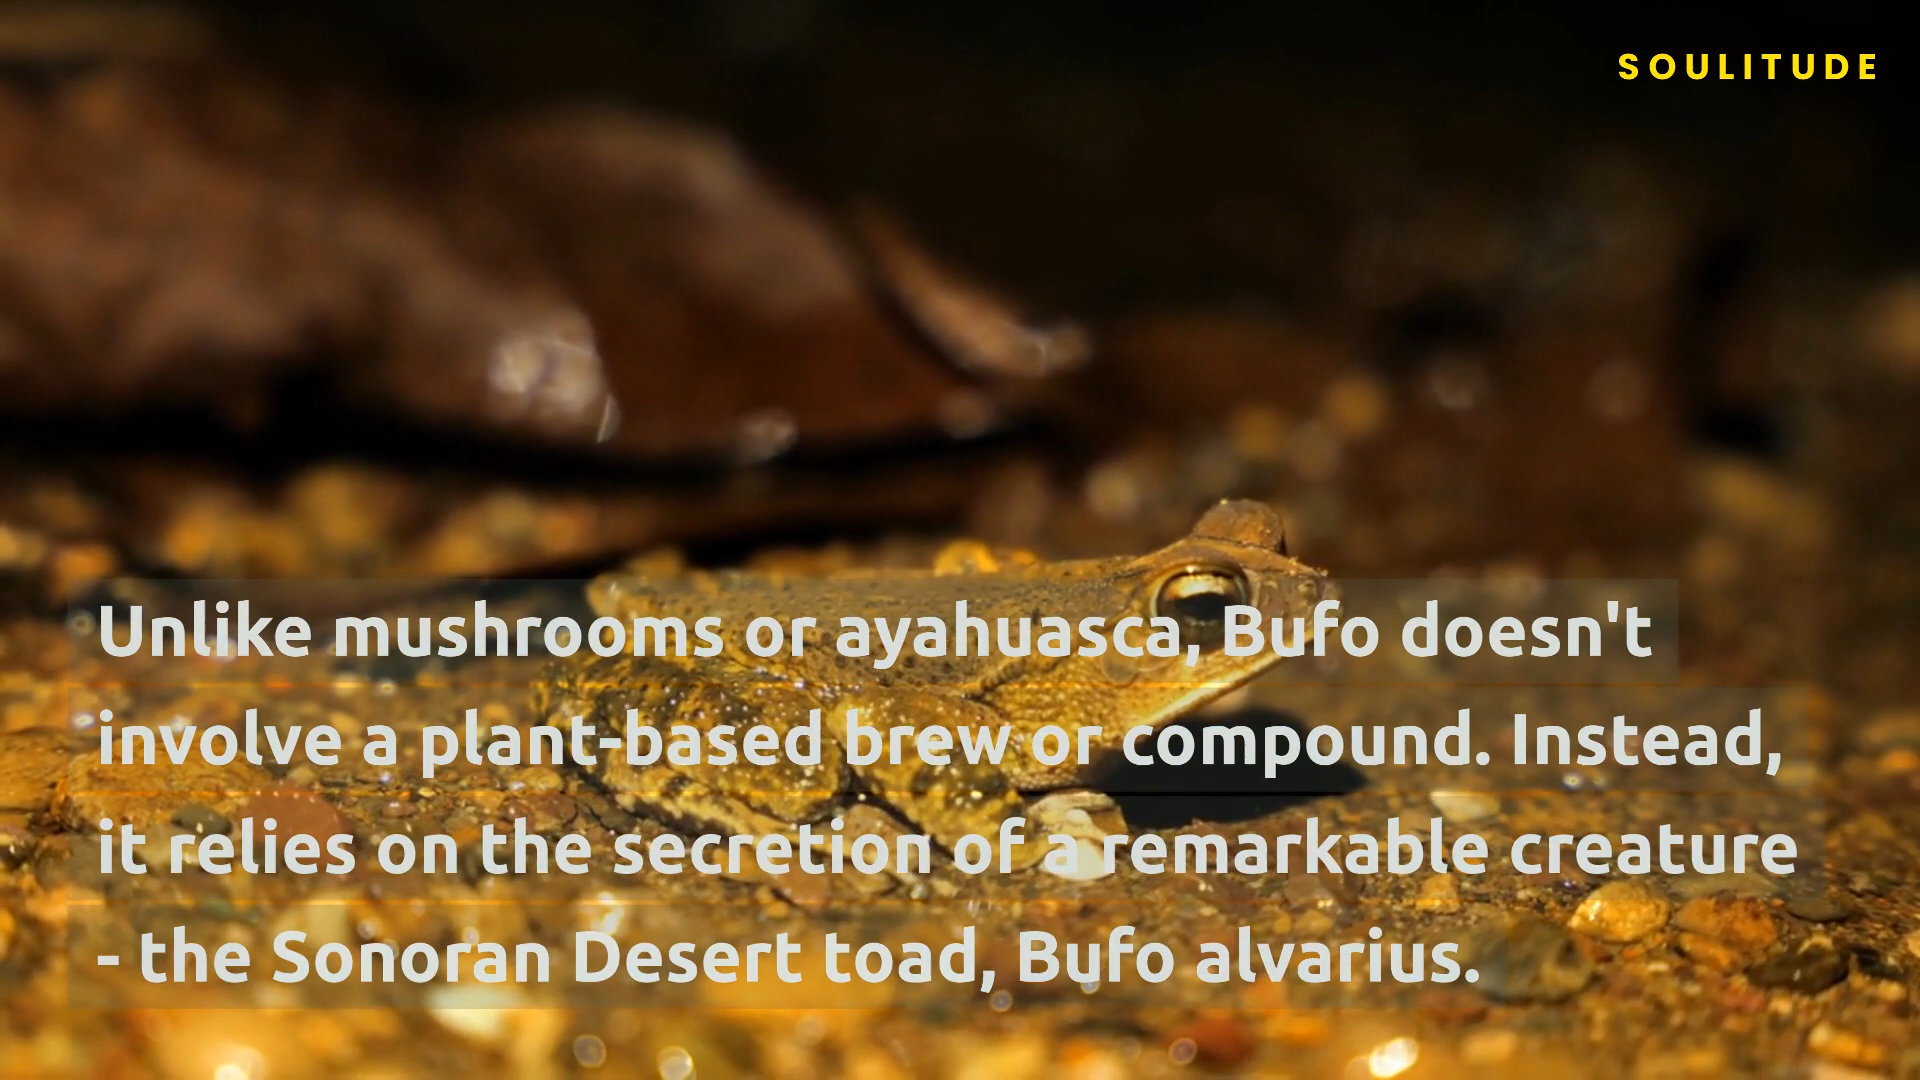 SOULITUDE
Unlike mushrooms or ayahuasca, Bufo doesn't
involve a plant-based brew or compound. Instead,
it relies on the secretion of a remarkable creature
- the Sonoran Desert toad, Bufo alvarius.